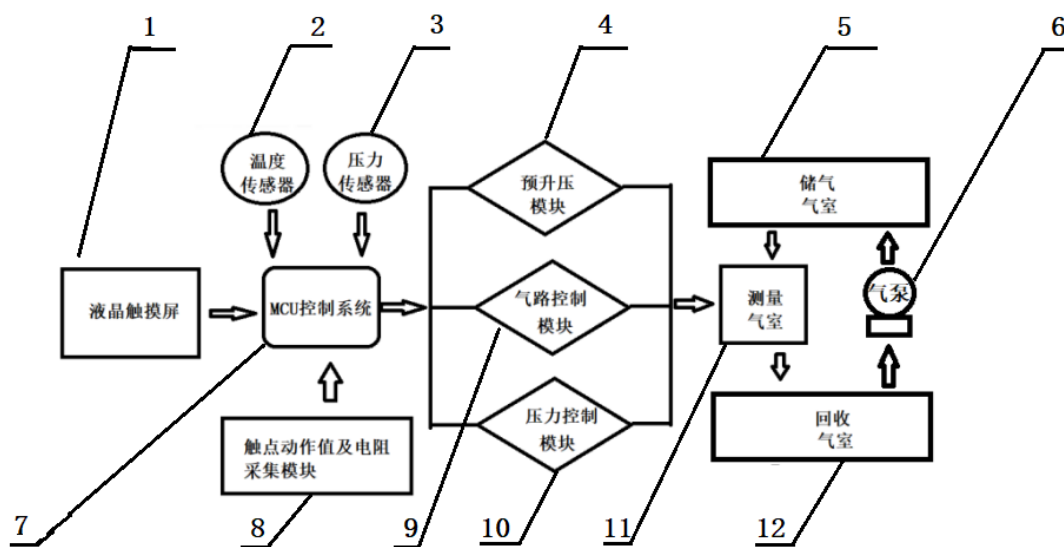 1
2
3
4
5
6
温度
传感器
压力
传感器
预升压
模块
储气
气室
液晶触摸屏
MCU控制系统
气路控制
模块
测量
气室
气泵
触点动作值及电阻
采集模块
压力控制
模块
回收
气室
7
8
9
10
11
12